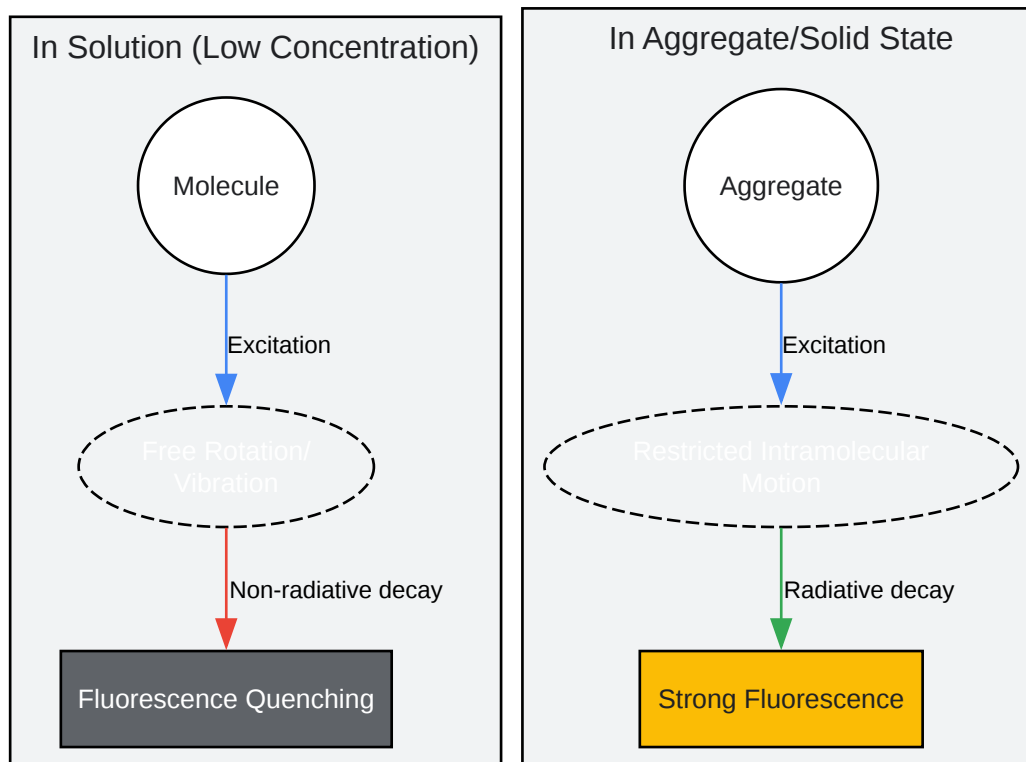 In Solution (Low Concentration)
Molecule
Excitation
Free Rotation/
Vibration
Non-radiative decay
Fluorescence Quenching
In Aggregate/Solid State
Aggregate
Excitation
Restricted Intramolecular
Motion
Radiative decay
Strong Fluorescence